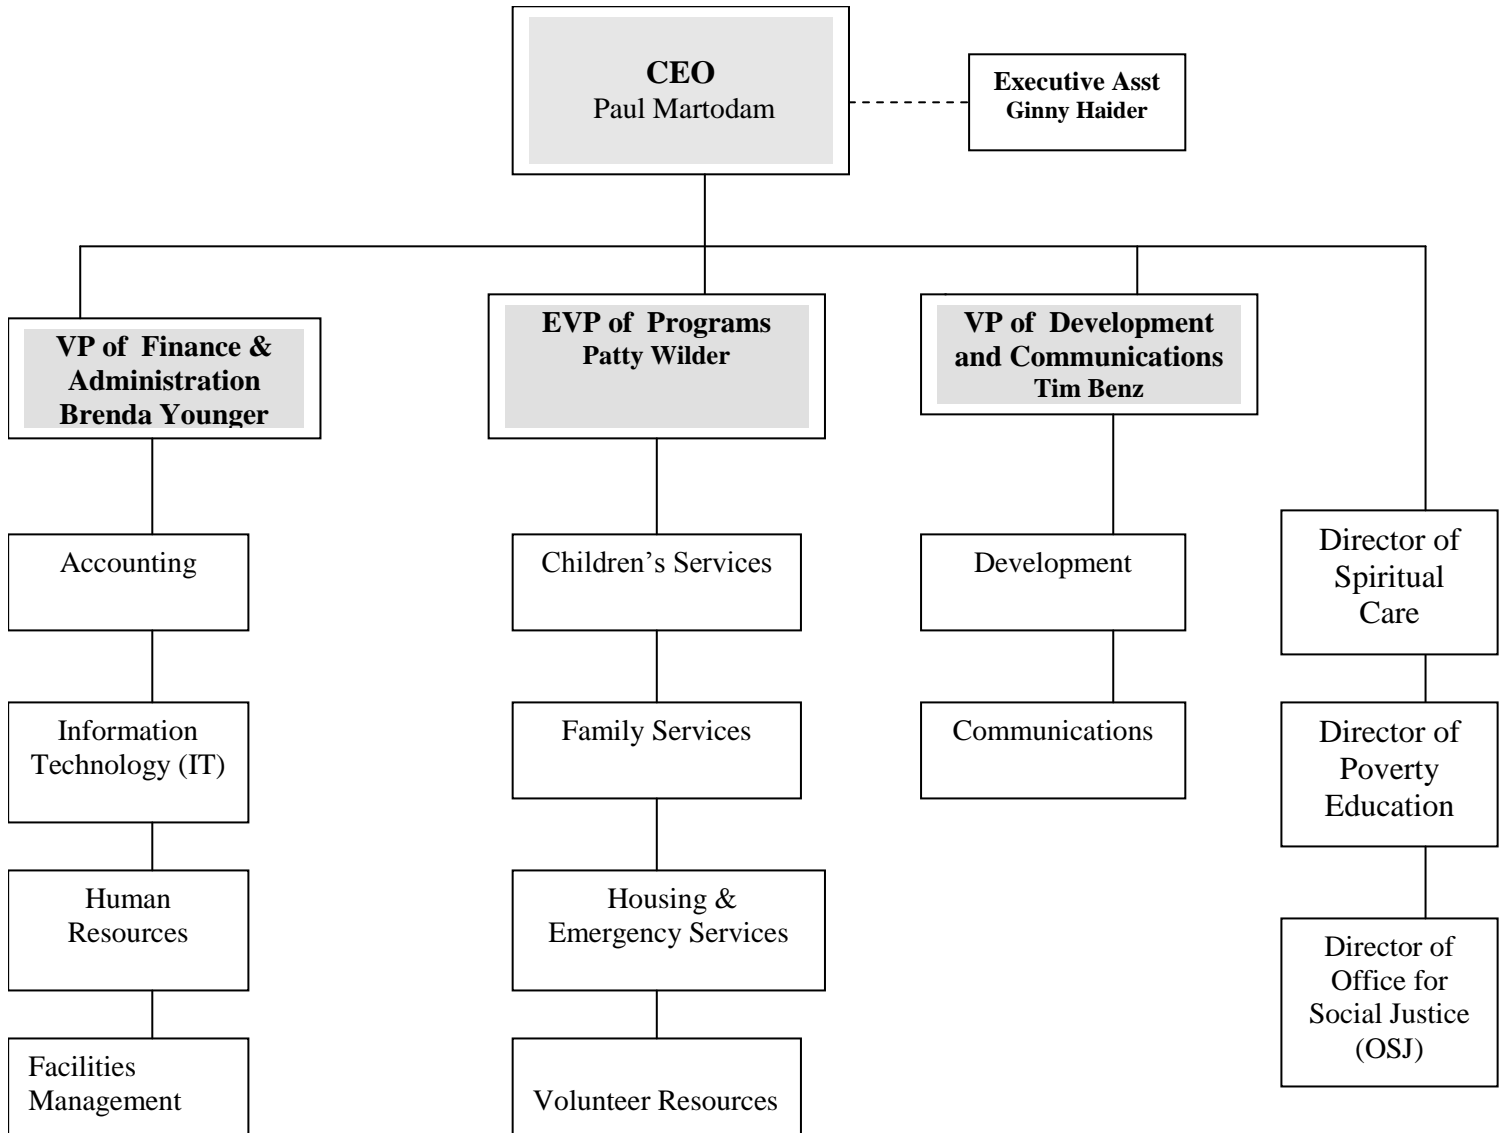 CEO
Paul Martodam
Executive Asst
Ginny Haider
VP of Finance &
Administration
Brenda Younger
EVP of Programs
Patty Wilder
VP of Development
and Communications
Tim Benz
Accounting
Information
Technology (IT)
Human
Resources
Facilities
Management
Children’s Services
Family Services
Housing &
Emergency Services
Volunteer Resources
Development
Communications
Director of
Spiritual
Care
Director of
Poverty
Education
Director of
Office for
Social Justice
(OSJ)